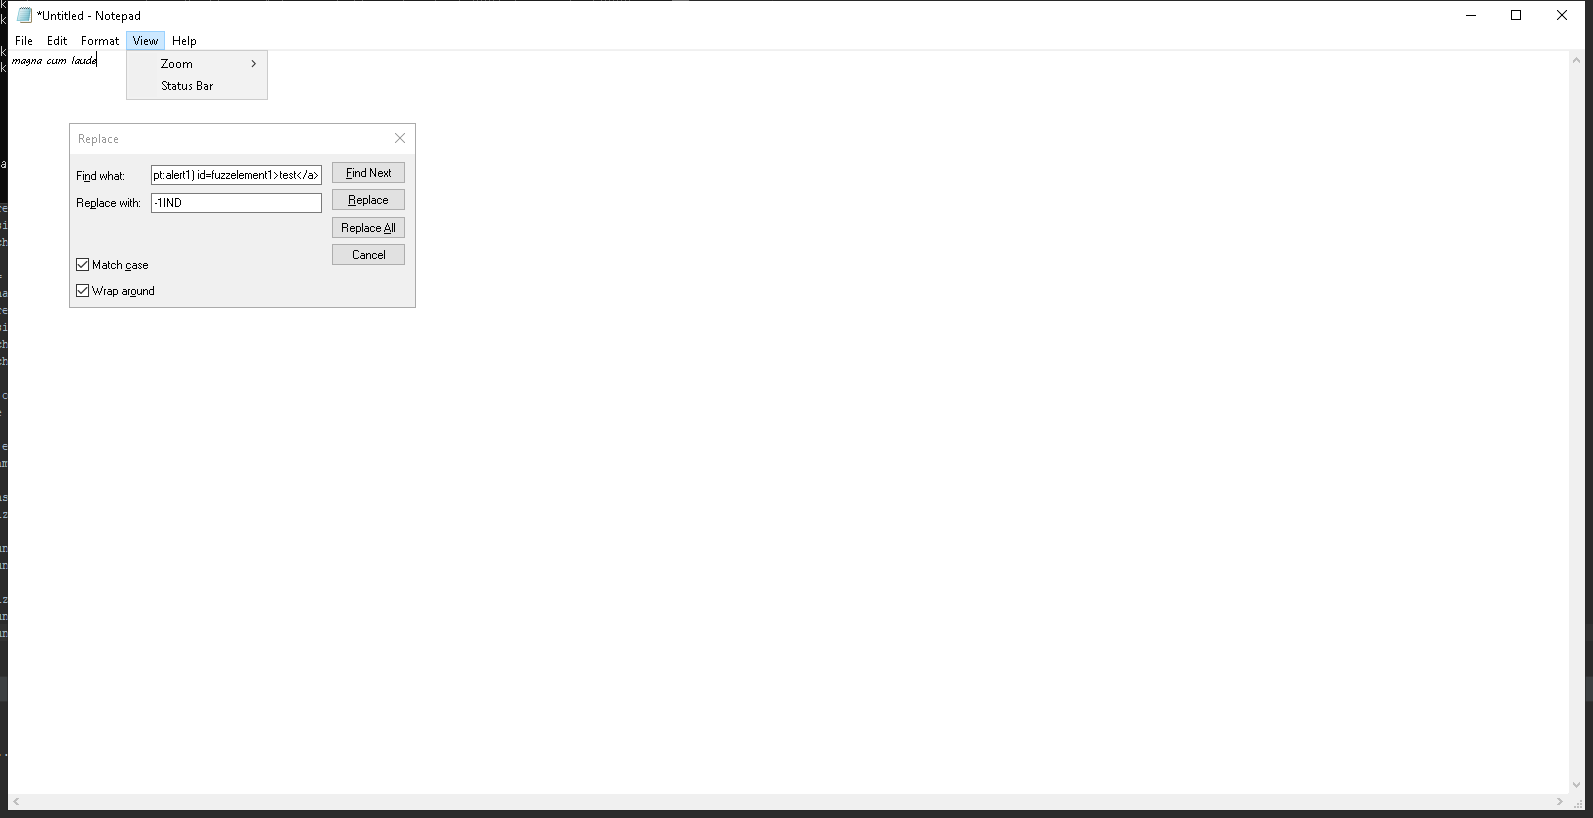 *Untitled - Notepad
File Edit Format View Help
magna cum laude
Zoom
Status Bar
Replace
Find what: pt:alert1) id=fuzzelement1>test</a> Find Next
Replace with: -1IND Replace
Replace All
Cancel
Match case
Wrap around